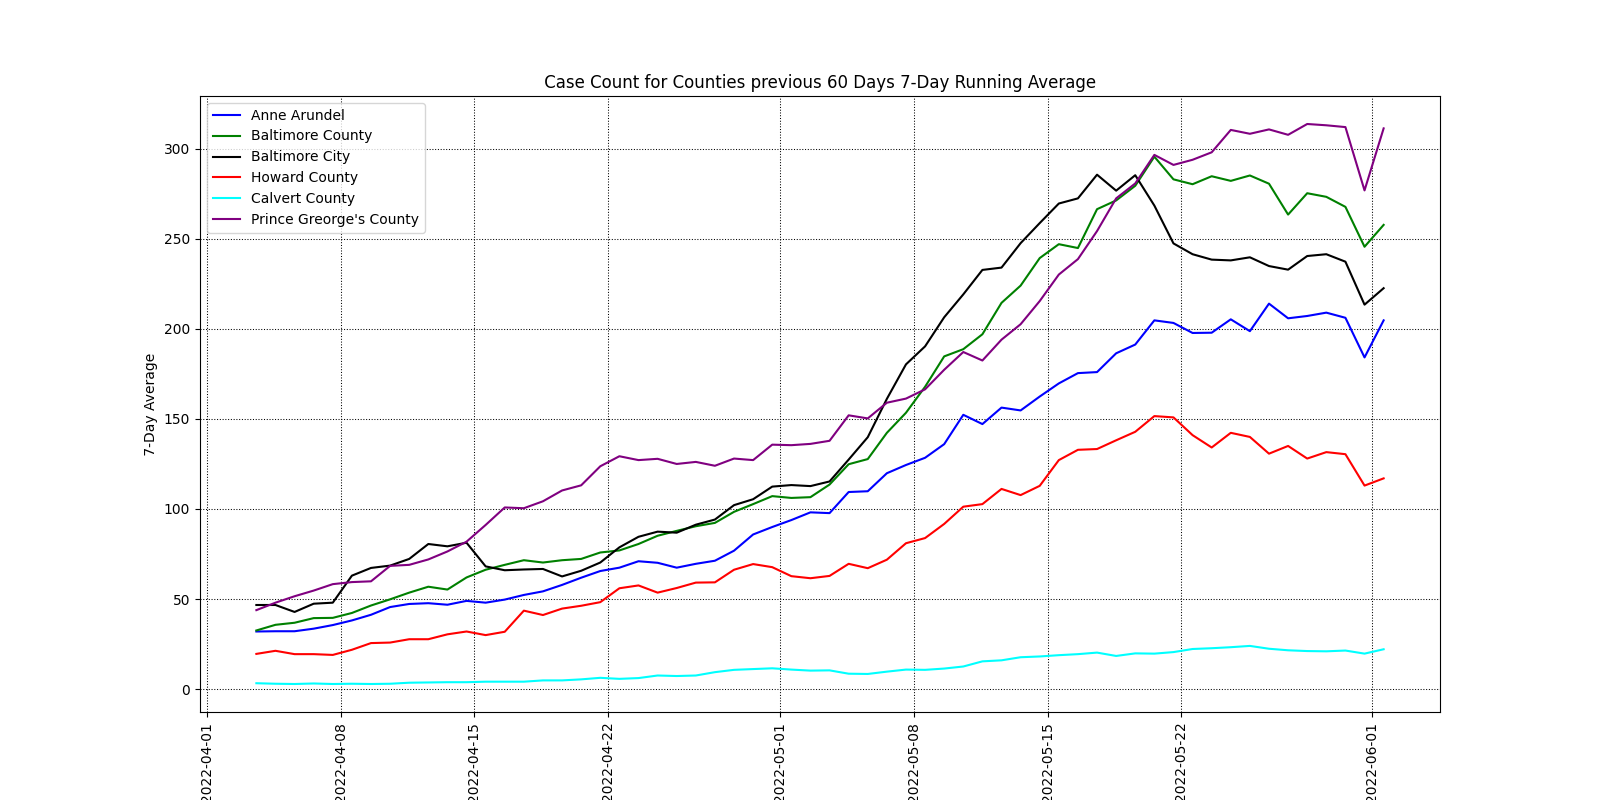 Case Count for Counties previous 60 Days 7-Day Running Average
Anne Arundel
Baltimore County
Baltimore City
Howard County
Calvert County
Prince Greorge's County
300
250
200
150
100
50
0
7-Day Average
2022-04-01
2022-04-08
2022-04-15
2022-04-22
2022-05-01
2022-05-08
2022-05-15
2022-05-22
2022-06-01